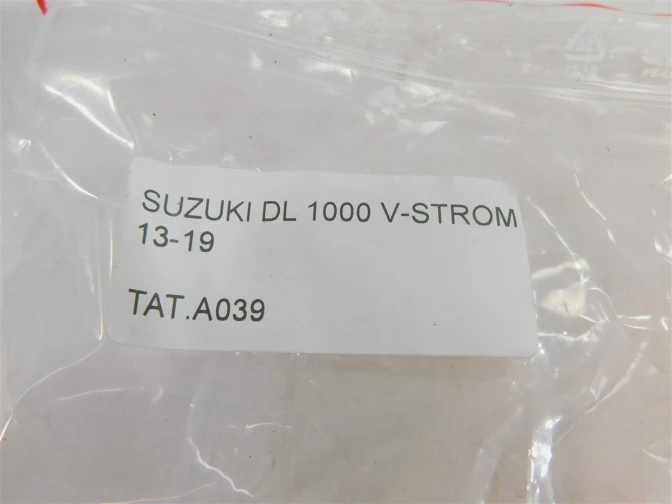 SUZUKI DL 1000 V-STROM
13-19
TAT.A039